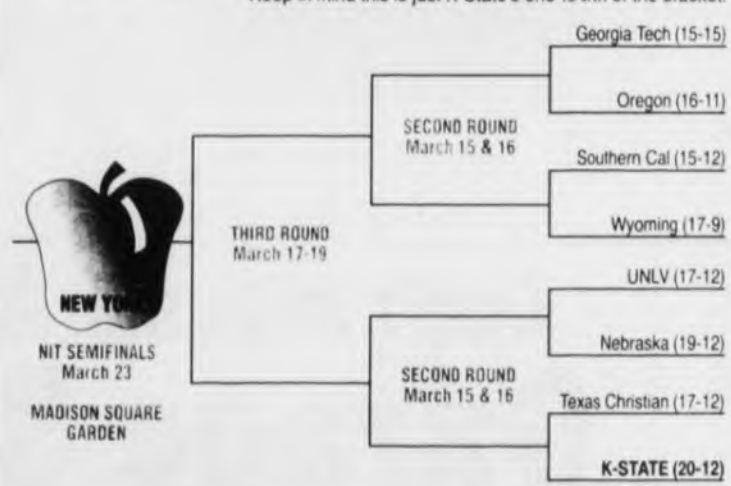 Georgia Tech (15-15)
Oregon (16-11)
SECOND ROUND
March 15 & 16
Southern Cal (15-12)
Wyoming (17-9)
THIRD ROUND
March 17-19
UNLV (17-12)
Nebraska (19-12)
NEW
NIT SEMIFINALS
March 23
MADISON SQUARE
GARDEN
SECOND ROUND
March 15 & 16
Texas Christian (17-12)
K-STATE (20-12)